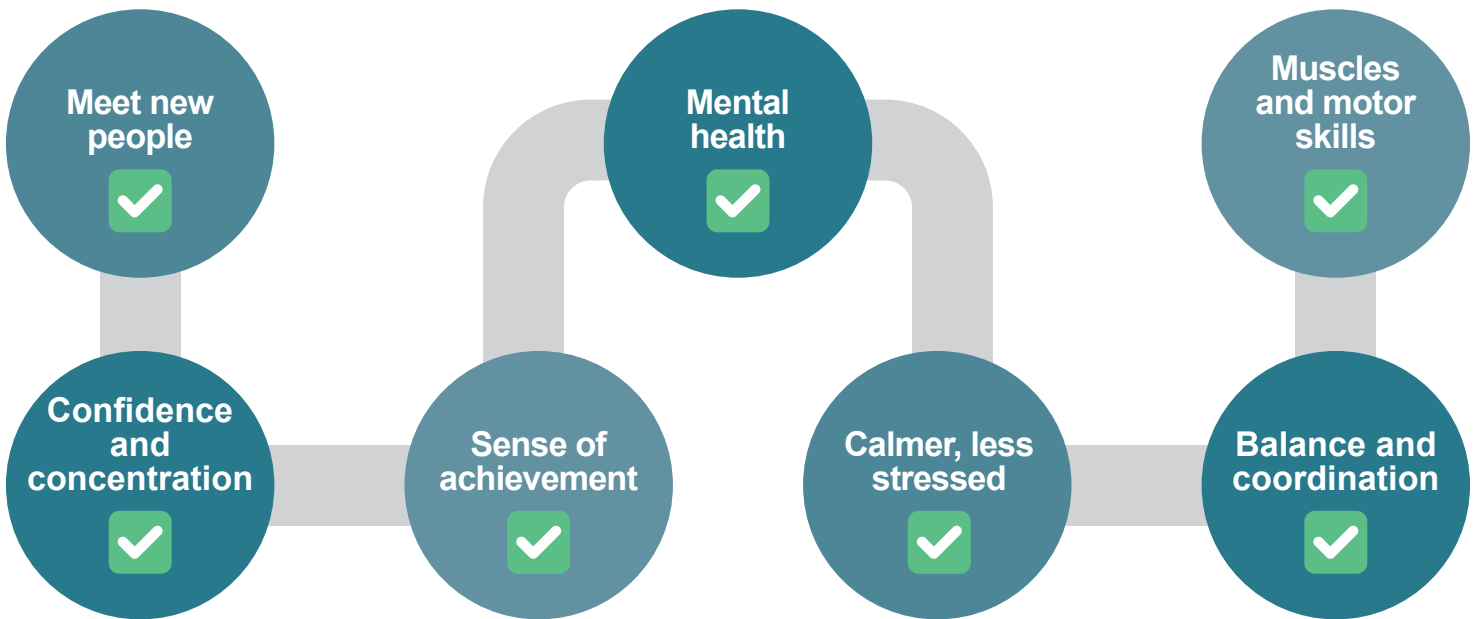 Meet new
people
Confidence
and
concentration
Sense of
achievement
Mental
health
Calmer, less
stressed
Balance and
coordination
Muscles
and motor
skills